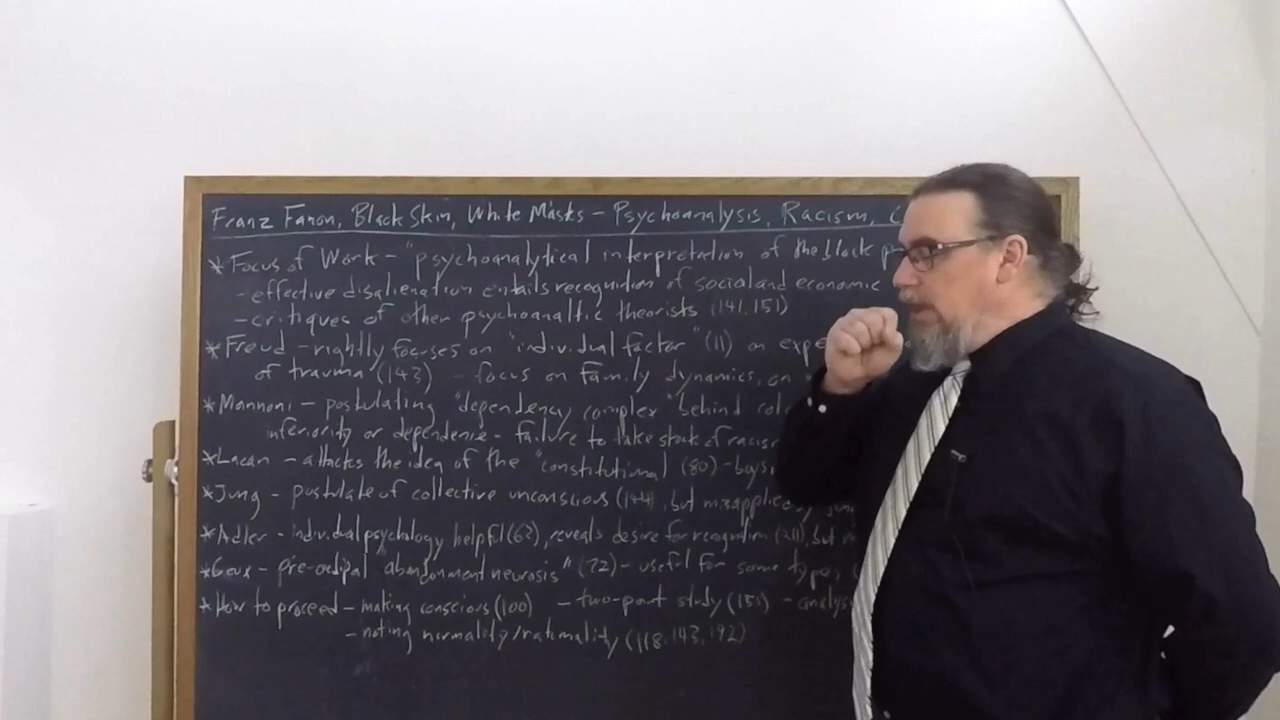 Franz Fanon, Black Skin, White Masks - Psychoanalysis, Racism,
* Focus of Work - "psychoanalytical interpretation of the black
- effective disalienation entails recognition of social and economic
- critiques of other psychoanaltic theorists (141, 151)
* Freud - rightly focuses on "individual factor" (11) on
of trauma (143) - focus on family dynamics, on
* Mannoni - postulating "dependency complex" behind
inferiority or dependence - failure to take stock of
* Lacan - attacks the idea of the "constitutional (80) -
* Jung - postulate of collective unconscious (144), but misapplied
* Adler - individual psychology helpful (62), reveals desire for recognition (211), but
* pre-oedipal abandonment neurosis" (72) - useful for some types,
* How to proceed - making conscious (100) - two-point study (151) - analysis
- noting normality/rationality (118, 143, 192)